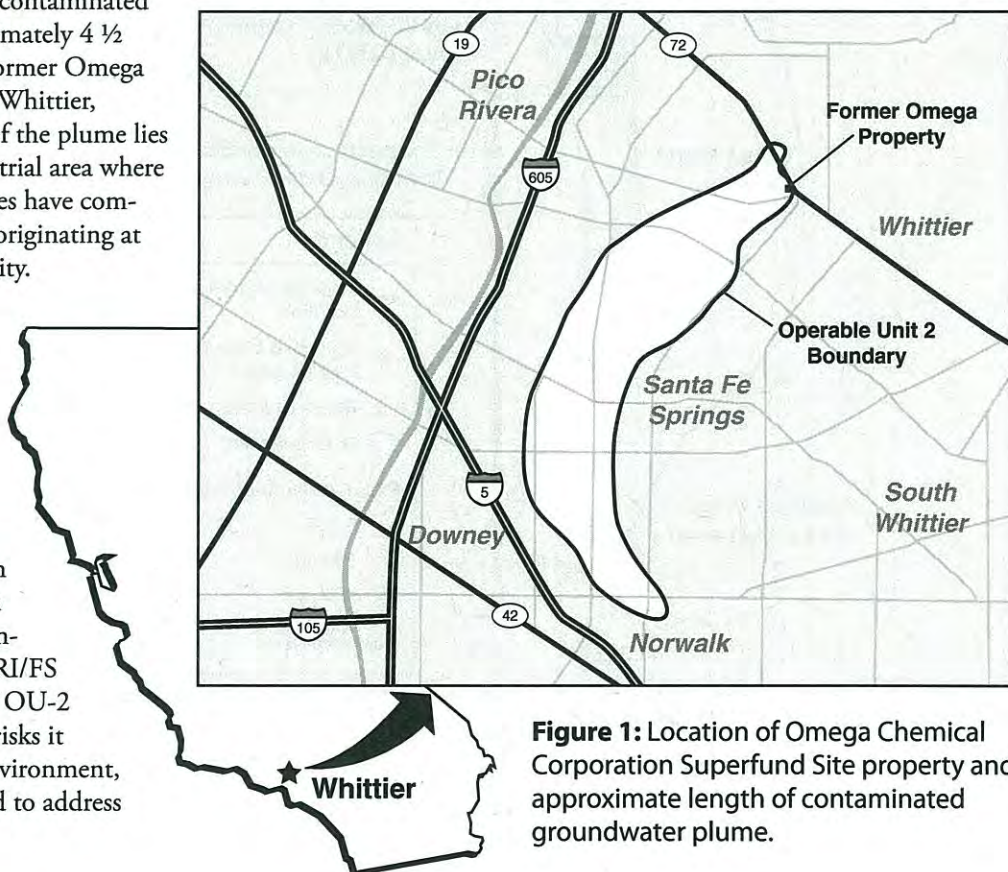 contaminated
mately 4 ½
ormer Omega
Whittier,
f the plume lies
trial area where
es have com-
originating at
ity.
n
n-
RI/FS
OU-2
risks it
vironment,
d to address
19
72
Pico
Rivera
Former Omega
Property
605
Whittier
Operable Unit 2
Boundary
Santa Fe
Springs
5
South
Whittier
Downey
42
105
Norwalk
Whittier
Figure 1: Location of Omega Chemical
Corporation Superfund Site property and
approximate length of contaminated
groundwater plume.